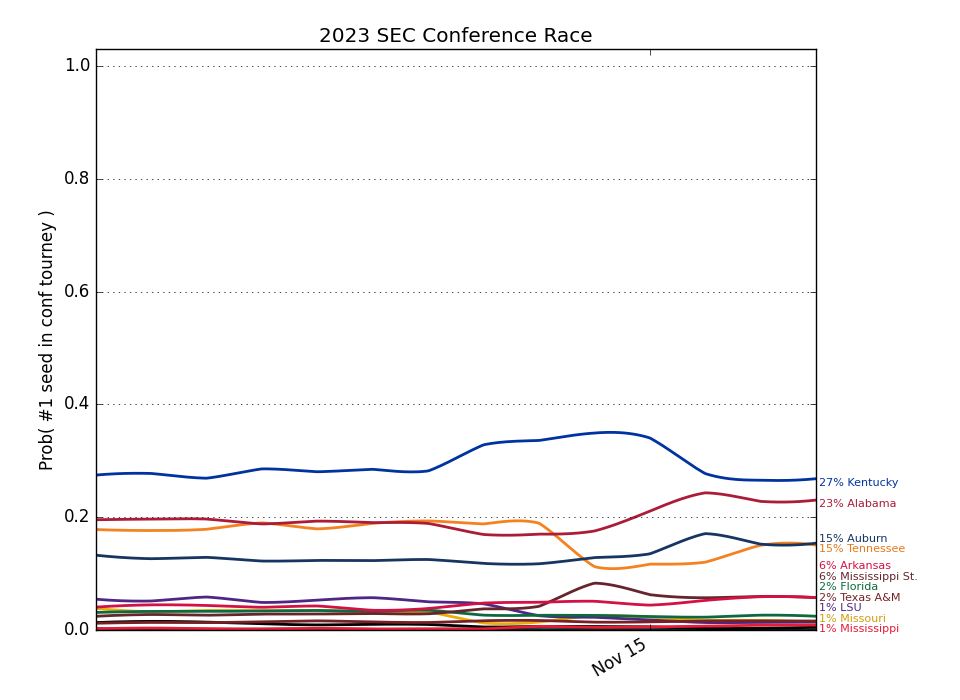 2023 SEC Conference Race
Prob( #1 seed in conf tourney )
1.0
0.8
0.6
0.4
0.2
0.0
Nov 15
27% Kentucky
23% Alabama
15% Auburn
15% Tennessee
6% Arkansas
6% Mississippi St.
2% Florida
2% Texas A&M
1% LSU
1% Missouri
1% Mississippi